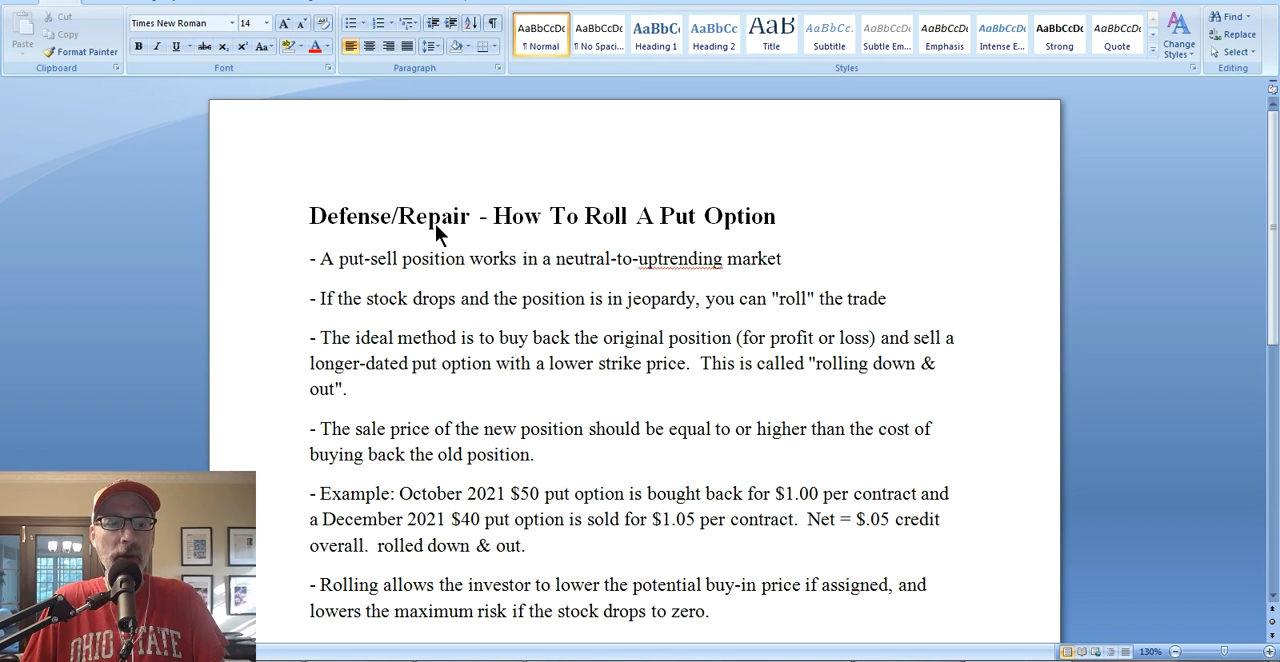 Cut
Copy
Paste
Format Painter
Clipboard
Times New Roman
14
Font
Paragraph
AaBbCcDc AaBbCcDc AaBbC AaBbCc AaB AaBbCc. AaBbCcDc AaBbCcDc AaBbCcDc AaBbCcDc AaBbCcDc
¶ Normal ¶ No Spaci... Heading 1 Heading 2 Title Subtitle Subtle Em... Emphasis Intense E... Strong Quote
Styles
Change
Styles
Find
Replace
Select
Editing
Defense/Repair - How To Roll A Put Option
- A put-sell position works in a neutral-to-uptrending market
- If the stock drops and the position is in jeopardy, you can "roll" the trade
- The ideal method is to buy back the original position (for profit or loss) and sell a
longer-dated put option with a lower strike price. This is called "rolling down &
out".
- The sale price of the new position should be equal to or higher than the cost of
buying back the old position.
- Example: October 2021 $50 put option is bought back for $1.00 per contract and
a December 2021 $40 put option is sold for $1.05 per contract. Net = $.05 credit
overall. rolled down & out.
- Rolling allows the investor to lower the potential buy-in price if assigned, and
lowers the maximum risk if the stock drops to zero.
OHIO STATE
130%